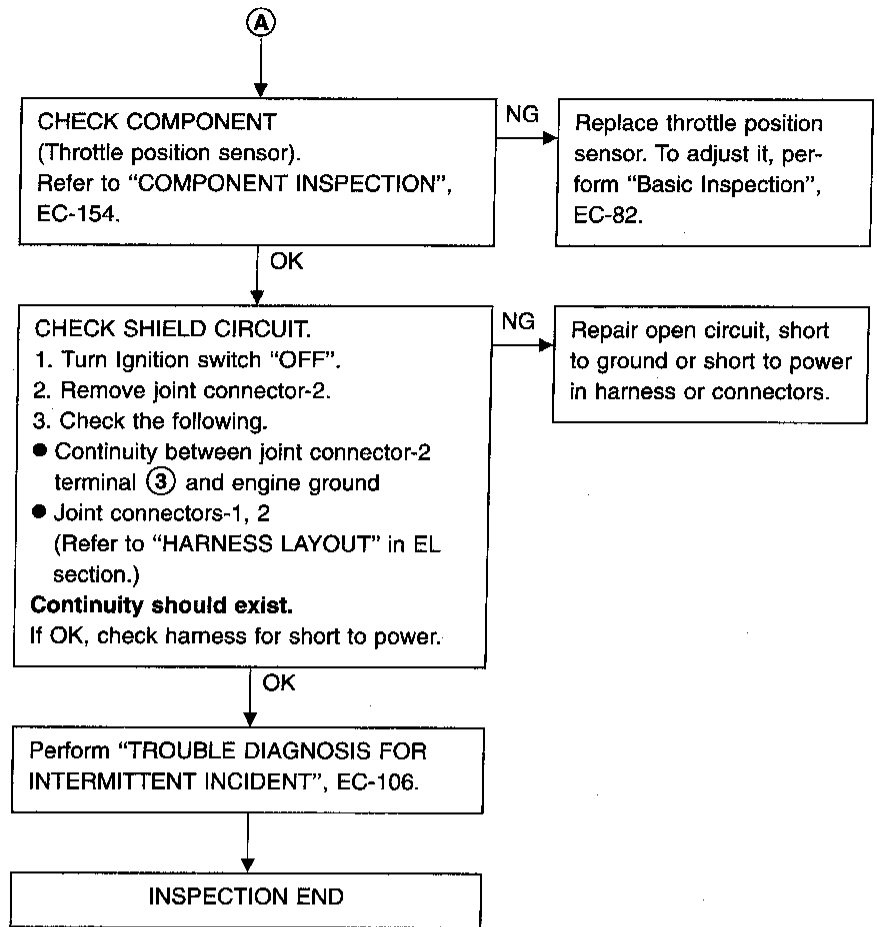 A
CHECK COMPONENT
(Throttle position sensor).
Refer to “COMPONENT INSPECTION”,
EC-154.
NG
Replace throttle position
sensor. To adjust it, per-
form “Basic Inspection”,
EC-82.
OK
CHECK SHIELD CIRCUIT.
1. Turn Ignition switch “OFF”.
2. Remove joint connector-2.
3. Check the following.
● Continuity between joint connector-2
terminal ③ and engine ground
● Joint connectors-1, 2
(Refer to “HARNESS LAYOUT” in EL
section.)
Continuity should exist.
If OK, check harness for short to power.
NG
Repair open circuit, short
to ground or short to power
in harness or connectors.
OK
Perform “TROUBLE DIAGNOSIS FOR
INTERMITTENT INCIDENT”, EC-106.
INSPECTION END